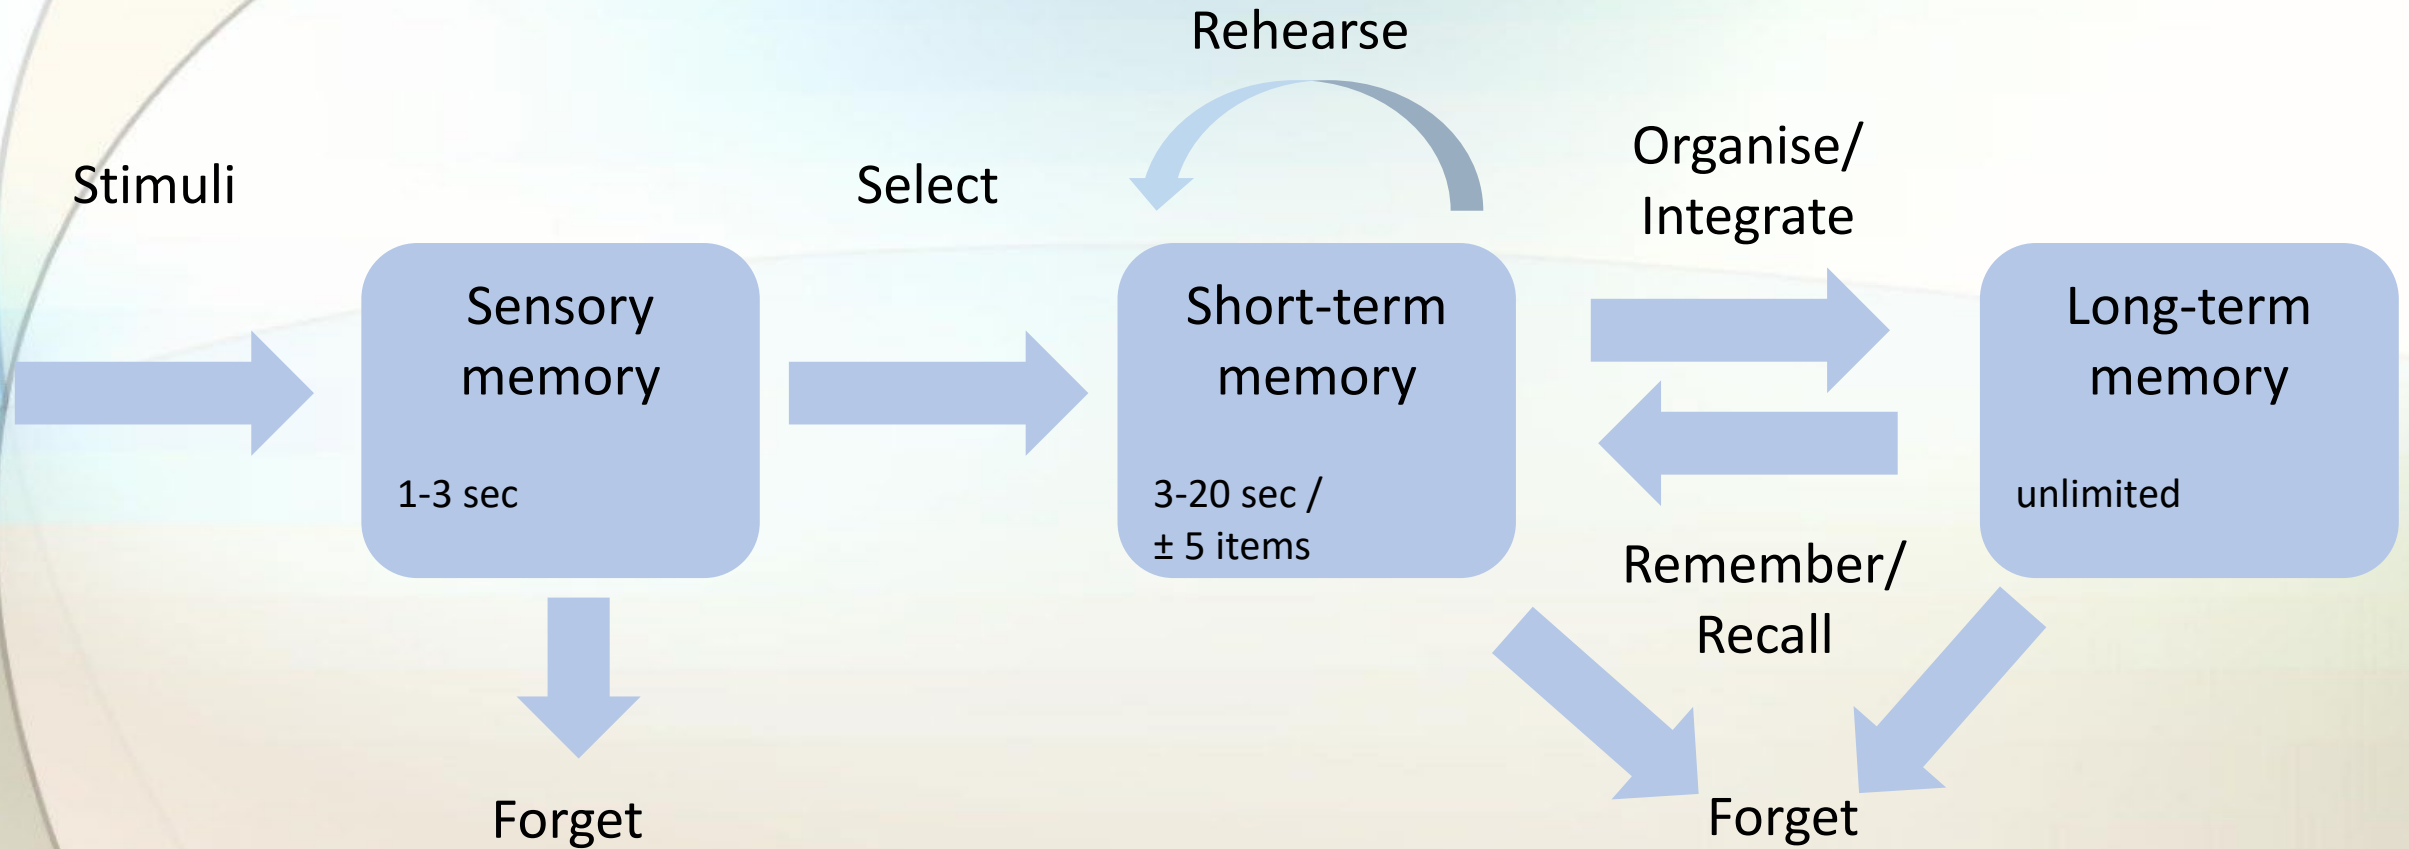 Rehearse
Stimuli
Select
Organise/
Integrate
Sensory
memory
1-3 sec
Short-term
memory
3-20 sec /
± 5 items
Long-term
memory
unlimited
Remember/
Recall
Forget
Forget